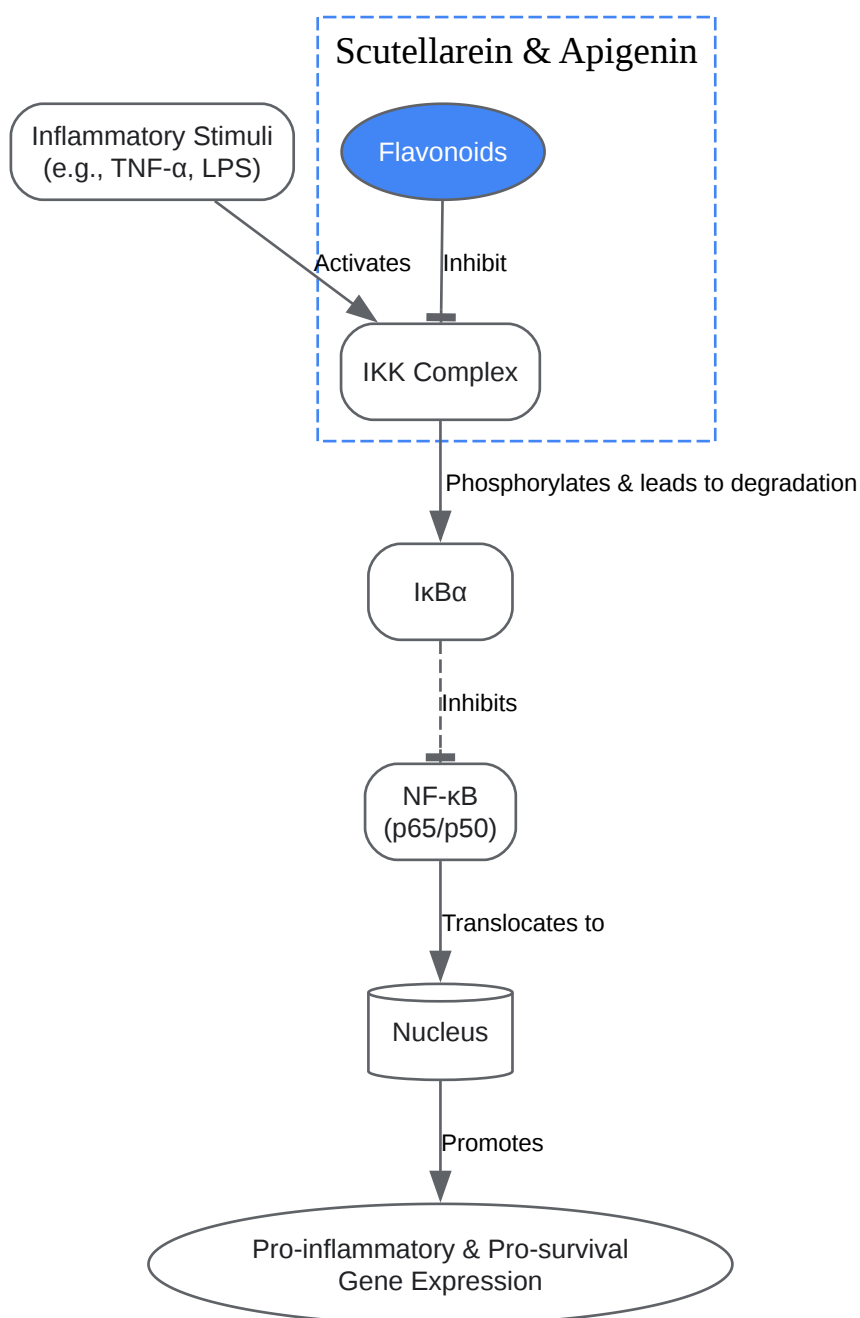 Scutellarein & Apigenin
Inflammatory Stimuli
(e.g., TNF-α, LPS)
Flavonoids
Activates
Inhibit
IKK Complex
Phosphorylates & leads to degradation
IκBα
Inhibits
NF-κB
(p65/p50)
Translocates to
Nucleus
Promotes
Pro-inflammatory & Pro-survival
Gene Expression